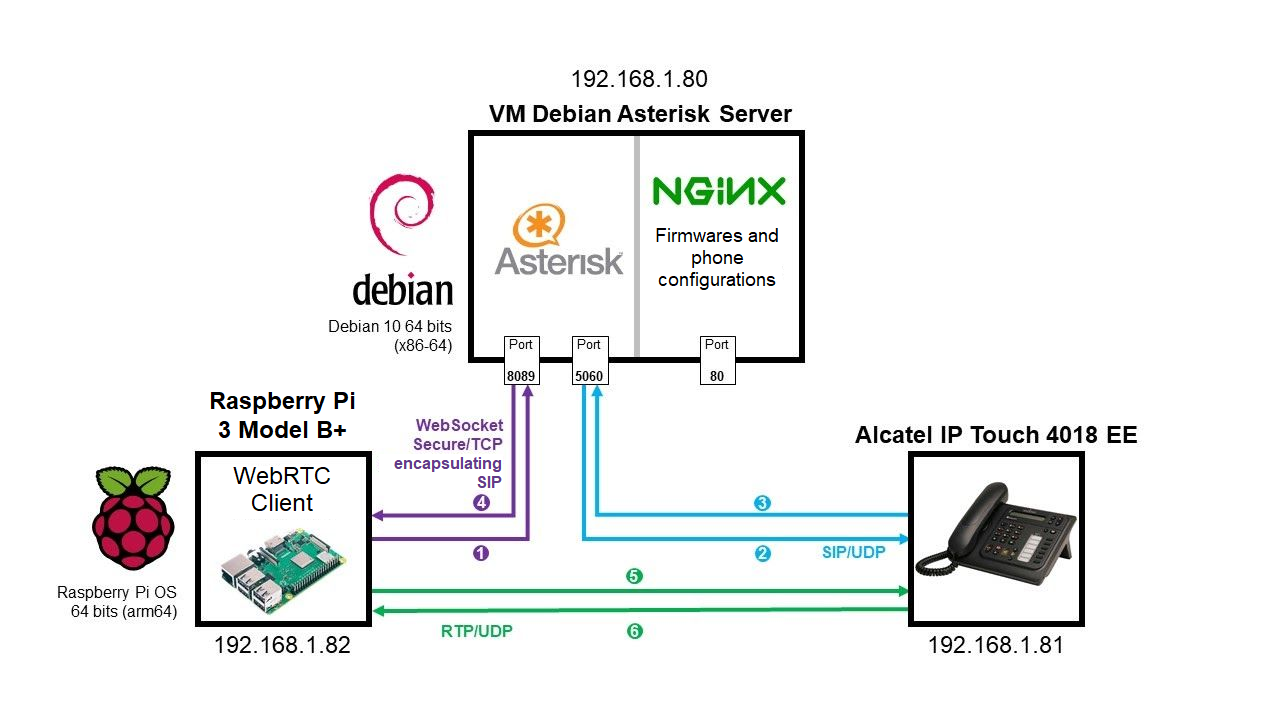 192.168.1.80
VM Debian Asterisk Server
NGiNX
Firmwares and
phone
configurations
Asterisk™
debian
Debian 10 64 bits
(x86-64)
Port
8089
Port
5060
Port
80
Raspberry Pi
3 Model B+
WebSocket
Secure/TCP
encapsulating
SIP
Alcatel IP Touch 4018 EE
WebRTC
Client
4
3
1
2
SIP/UDP
Raspberry Pi OS
64 bits (arm64)
5
RTP/UDP
6
192.168.1.82
192.168.1.81